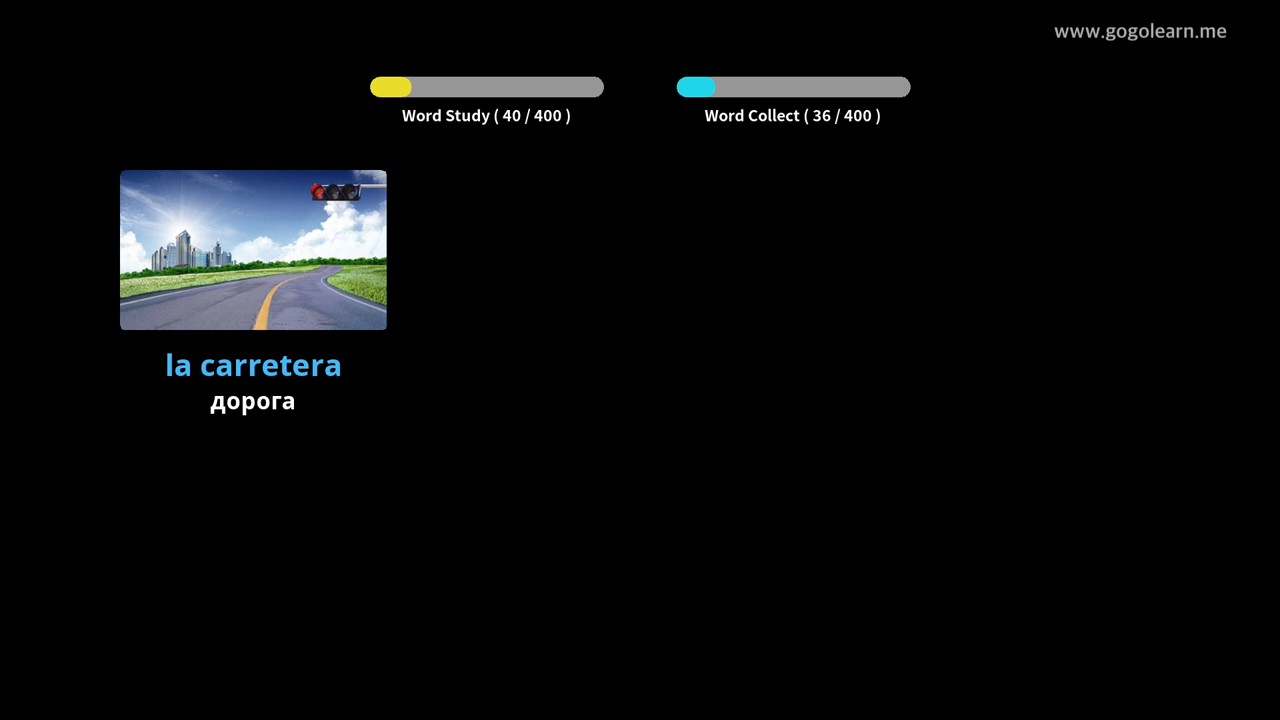 www.gogolearn.me
Word Study ( 40 / 400 )
Word Collect ( 36 / 400 )
la carretera
дорога